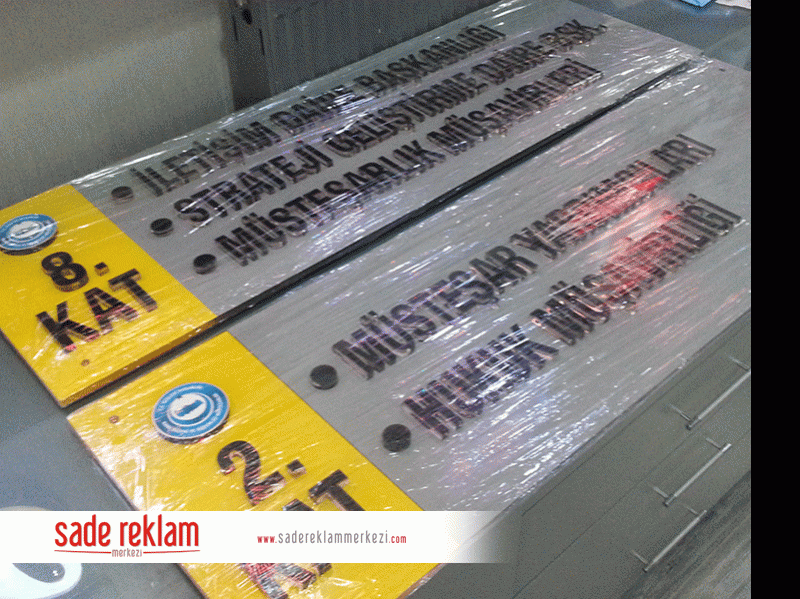 8.
KAT
İLETİŞİM DAİRE BAŞKANLIĞI
STRATEJİ GELİŞTİRME DAİRE BŞK.
MÜSTEŞARLIK MÜŞAVİRLERİ
2.
KAT
MÜSTEŞAR YARDIMCILARI
HUKUK MÜŞAVİRLİĞİ
sade reklam
merkezi
www.sadereklammerkezi.com